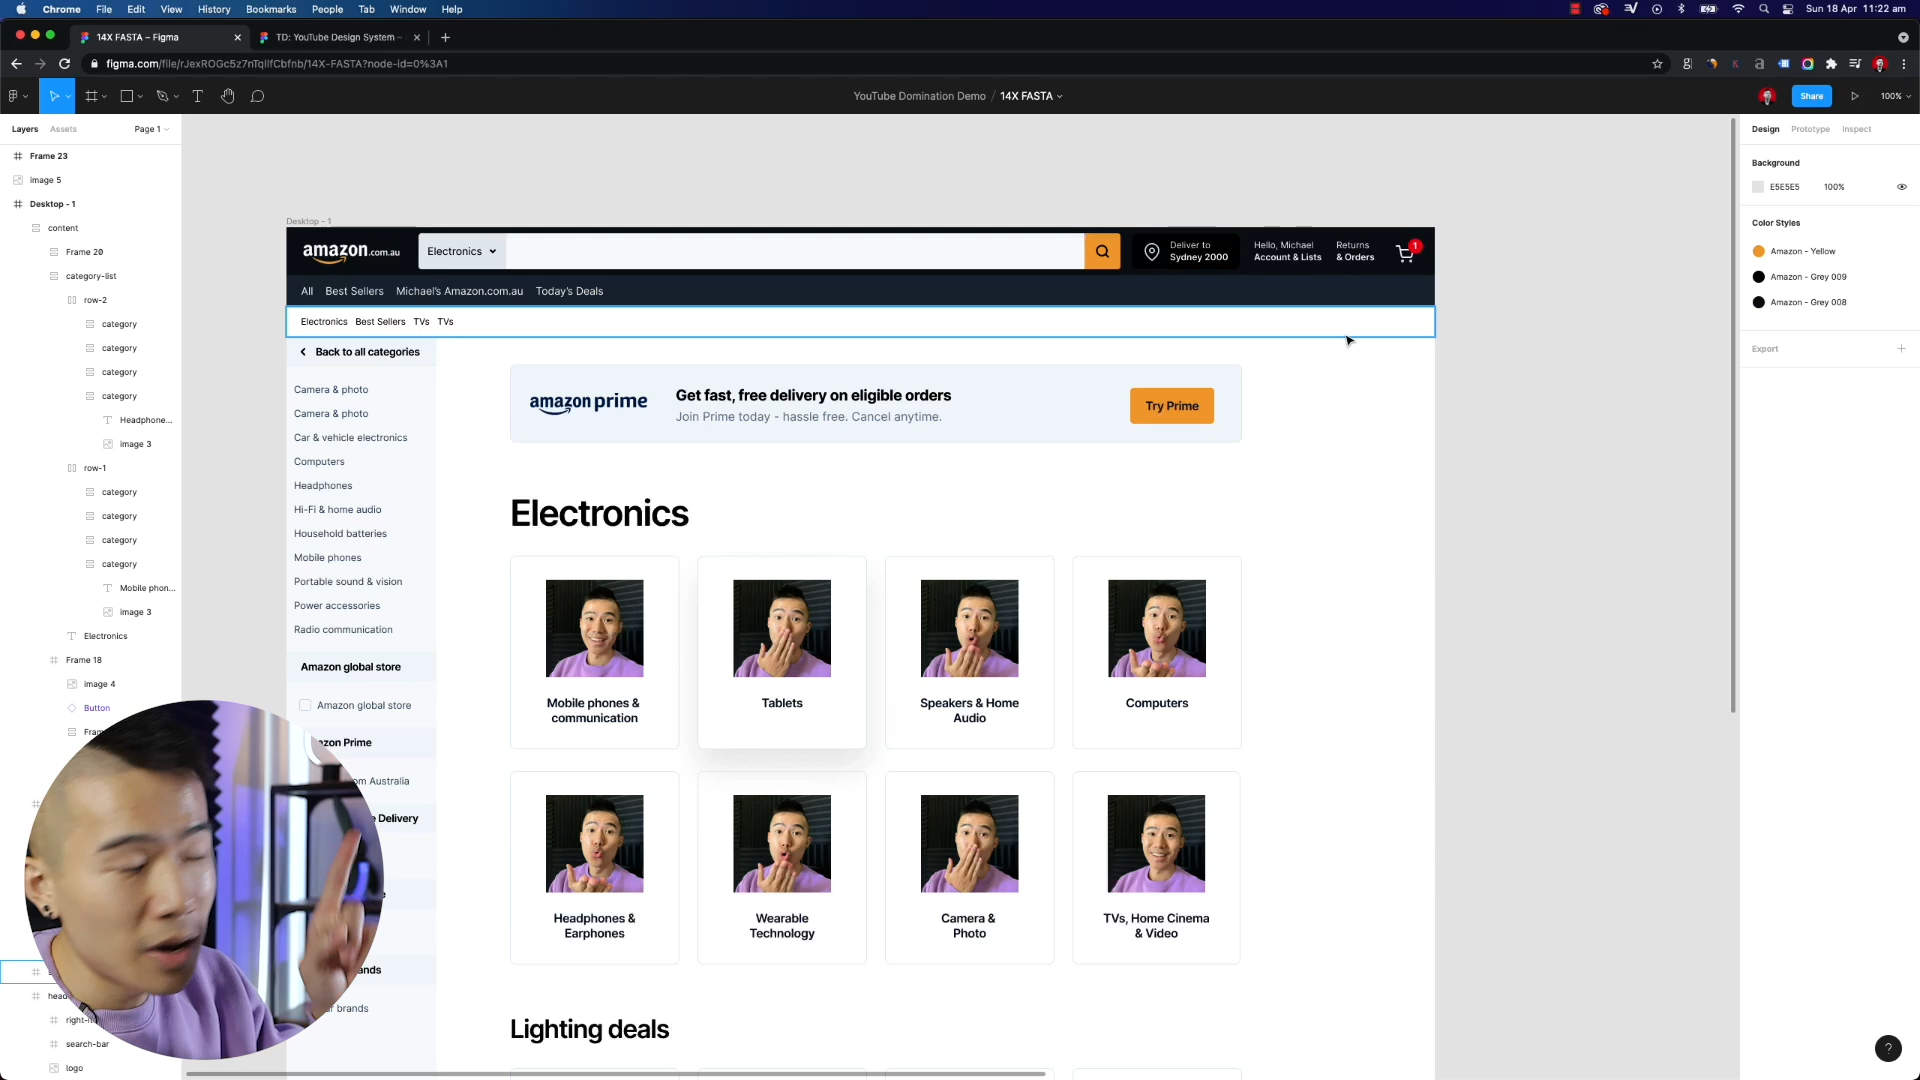 Chrome File Edit View History Bookmarks People Tab Window Help
Sun 18 Apr 11:22 am
14X FASTA – Figma
TD: YouTube Design System –
figma.com/file/rJexROGc5z7nTqIlfCbfnb/14X-FASTA?node-id=0%3A1
YouTube Domination Demo / 14X FASTA
Share
100%
Layers Assets Page 1
Frame 23
image 5
Desktop - 1
content
Frame 20
category-list
row-2
category
category
category
category
Headphone...
image 3
row-1
category
category
category
category
Mobile phon...
image 3
Electronics
Frame 18
image 4
Button
right-it
search-bar
logo
Desktop - 1
amazon.com.au
Electronics
Deliver to
Sydney 2000
Hello, Michael
Account & Lists
Returns
& Orders
1
All Best Sellers Michael's Amazon.com.au Today's Deals
Electronics Best Sellers TVs TVs
Back to all categories
Camera & photo
Camera & photo
Car & vehicle electronics
Computers
Headphones
Hi-Fi & home audio
Household batteries
Mobile phones
Portable sound & vision
Power accessories
Radio communication
Amazon global store
Amazon global store
zon Prime
om Australia
e Delivery
ands
brands
amazon prime
Get fast, free delivery on eligible orders
Join Prime today - hassle free. Cancel anytime.
Try Prime
Electronics
Mobile phones &
communication
Tablets
Speakers & Home
Audio
Computers
Headphones &
Earphones
Wearable
Technology
Camera &
Photo
TVs, Home Cinema
& Video
Lighting deals
Design Prototype Inspect
Background
E5E5E5 100%
Color Styles
Amazon - Yellow
Amazon - Grey 009
Amazon - Grey 008
Export
?